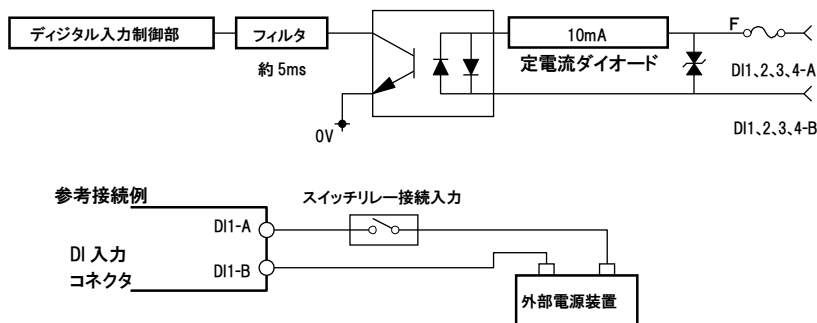 ディジタル入力制御部
フィルタ
約 5ms
0V
10mA
定電流ダイオード
F
DI1、2、3、4-A
DI1、2、3、4-B
参考接続例
スイッチリレー接続入力
DI1-A
DI 入力
コネクタ
DI1-B
外部電源装置